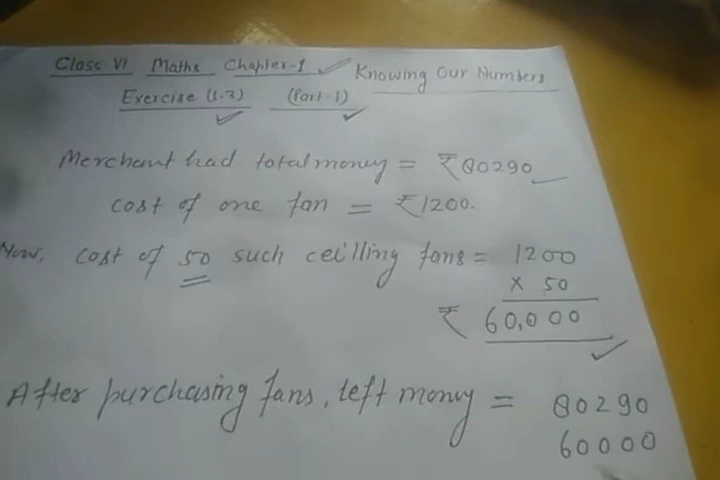 Class VI Maths Chapter-1 Knowing Our Numbers
Exercise (1.3) (Part-1)
Merchant had total money = ₹80290
cost of one fan = ₹1200.
Now, cost of 50 such ceilling fans = 1200
x 50
₹ 60,000
After purchasing fans, left money = 80290
60000